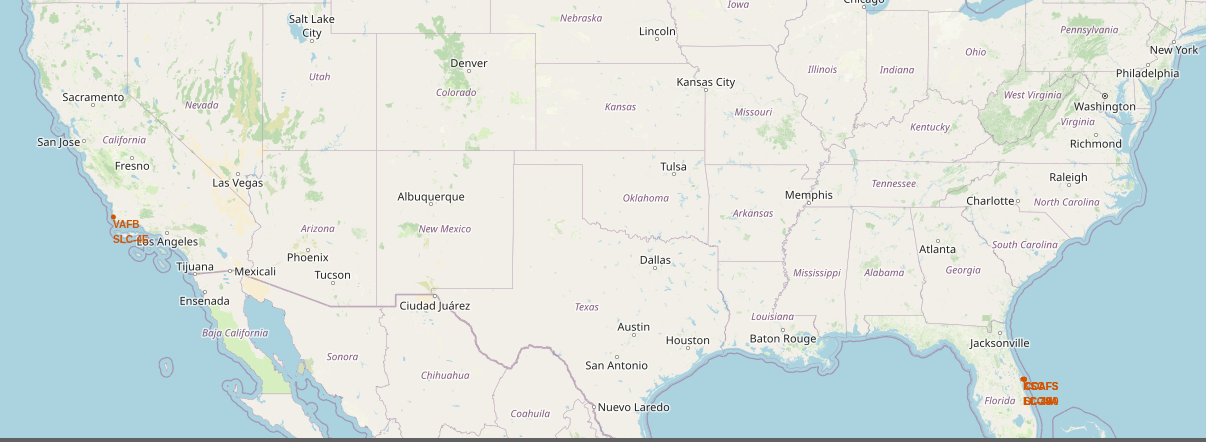 Iowa
Chicago
Salt Lake
City
Nebraska
Lincoln
Pennsylvania
New York
Ohio
Denver
Utah
Colorado
Illinois
Indiana
Philadelphia
Kansas City
Sacramento
Nevada
Kansas
Missouri
West Virginia
Washington
Virginia
Kentucky
San Jose
California
Richmond
Fresno
Tulsa
Las Vegas
Raleigh
Tennessee
Albuquerque
Oklahoma
Memphis
Charlotte
North Carolina
Arkansas
VAFB
Arizona
New Mexico
Los Angeles
South Carolina
Atlanta
Phoenix
Dallas
Tijuana
Mexicali
Tucson
Mississippi
Alabama
Georgia
Ensenada
Ciudad Juárez
Texas
Louisiana
Baja California
Austin
Houston
Baton Rouge
Jacksonville
Sonora
San Antonio
Chihuahua
Florida
Nuevo Laredo
Coahuila